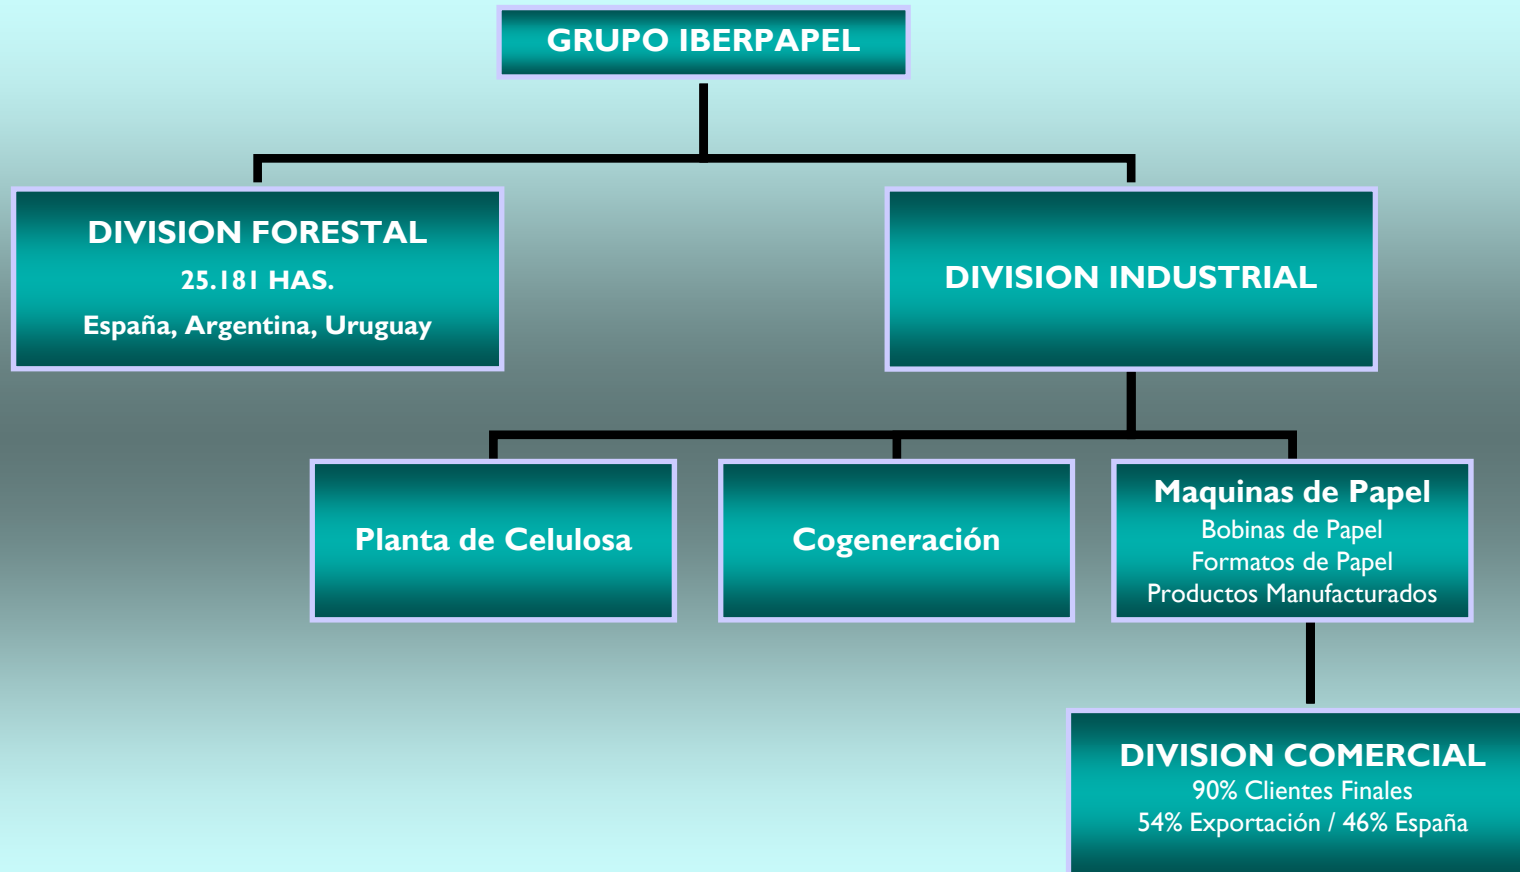 GRUPO IBERPAPEL
DIVISION FORESTAL
25.181 HAS.
España, Argentina, Uruguay
DIVISION INDUSTRIAL
Planta de Celulosa
Cogeneración
Maquinas de Papel
Bobinas de Papel
Formatos de Papel
Productos Manufacturados
DIVISION COMERCIAL
90% Clientes Finales
54% Exportación / 46% España